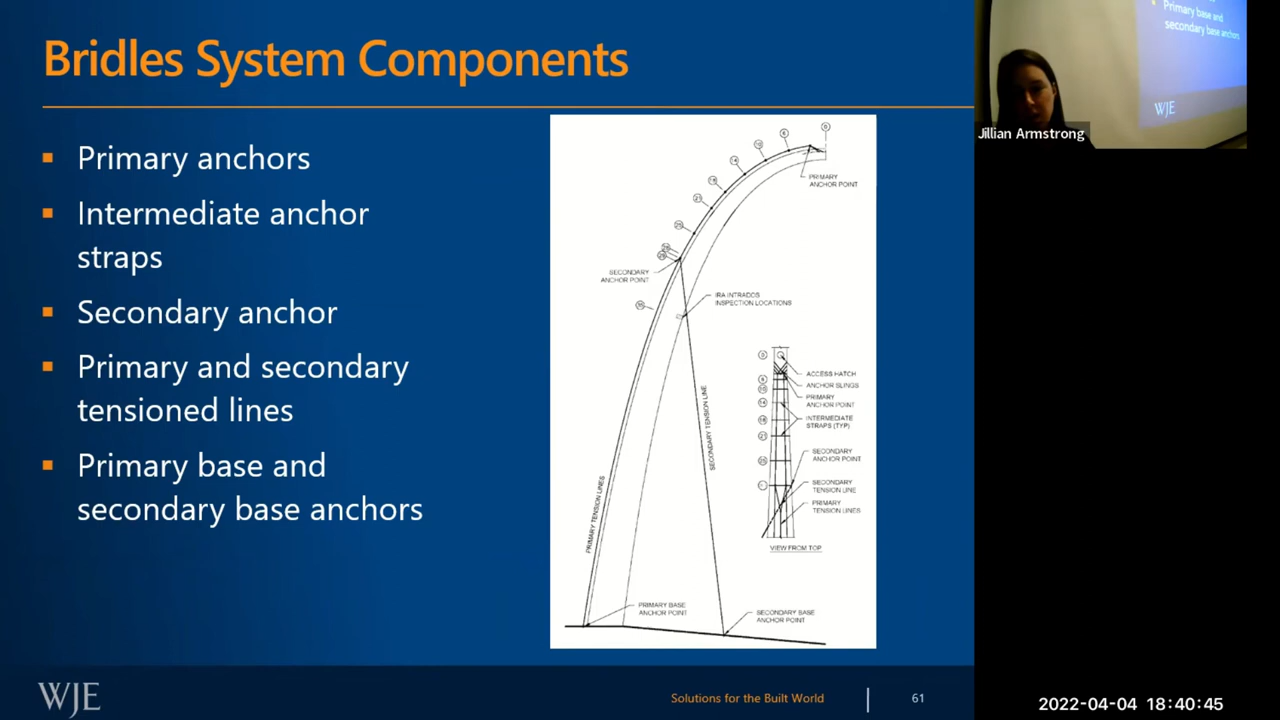 Bridles System Components
Primary anchors
Intermediate anchor
straps
Secondary anchor
Primary and secondary
tensioned lines
Primary base and
secondary base anchors
PRIMARY
ANCHOR POINT
SECONDARY
ANCHOR POINT
IRA INTRADOS
INSPECTION LOCATIONS
SECONDARY TENSION LINE
PRIMARY TENSION LINES
ACCESS HATCH
ANCHOR SLINGS
PRIMARY
ANCHOR POINT
INTERMEDIATE
STRAPS (TYP)
SECONDARY
ANCHOR POINT
SECONDARY
TENSION LINE
PRIMARY
TENSION LINES
VIEW FROM TOP
PRIMARY BASE
ANCHOR POINT
SECONDARY BASE
ANCHOR POINT
WJE
Solutions for the Built World
61
Primary base and
secondary base anchors
WJE
Jillian Armstrong
2022-04-04 18:40:45